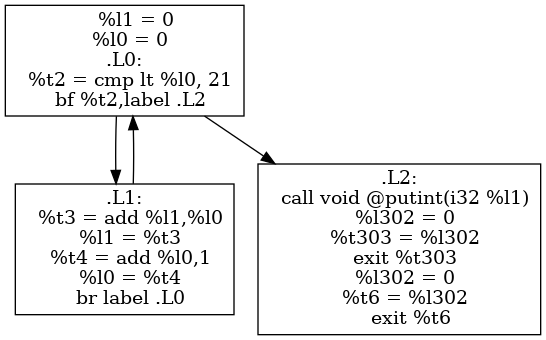 %l1 = 0
%l0 = 0
.L0:
%t2 = cmp lt %l0, 21
bf %t2,label .L2
.L1:
%t3 = add %l1,%l0
%l1 = %t3
%t4 = add %l0,1
%l0 = %t4
br label .L0
.L2:
call void @putint(i32 %l1)
%l302 = 0
%t303 = %l302
exit %t303
%l302 = 0
%t6 = %l302
exit %t6